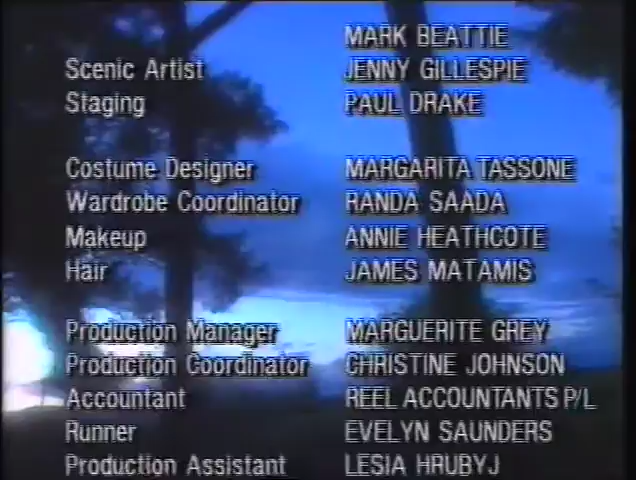 MARK BEATTIE
Scenic Artist JENNY GILLESPIE
Staging PAUL DRAKE
Costume Designer MARGARITA TASSONE
Wardrobe Coordinator RANDA SAADA
Makeup ANNIE HEATHCOTE
Hair JAMES MATAMIS
Production Manager MARGUERITE GREY
Production Coordinator CHRISTINE JOHNSON
Accountant REEL ACCOUNTANTS P/L
Runner EVELYN SAUNDERS
Production Assistant LESIA HRUBYJ